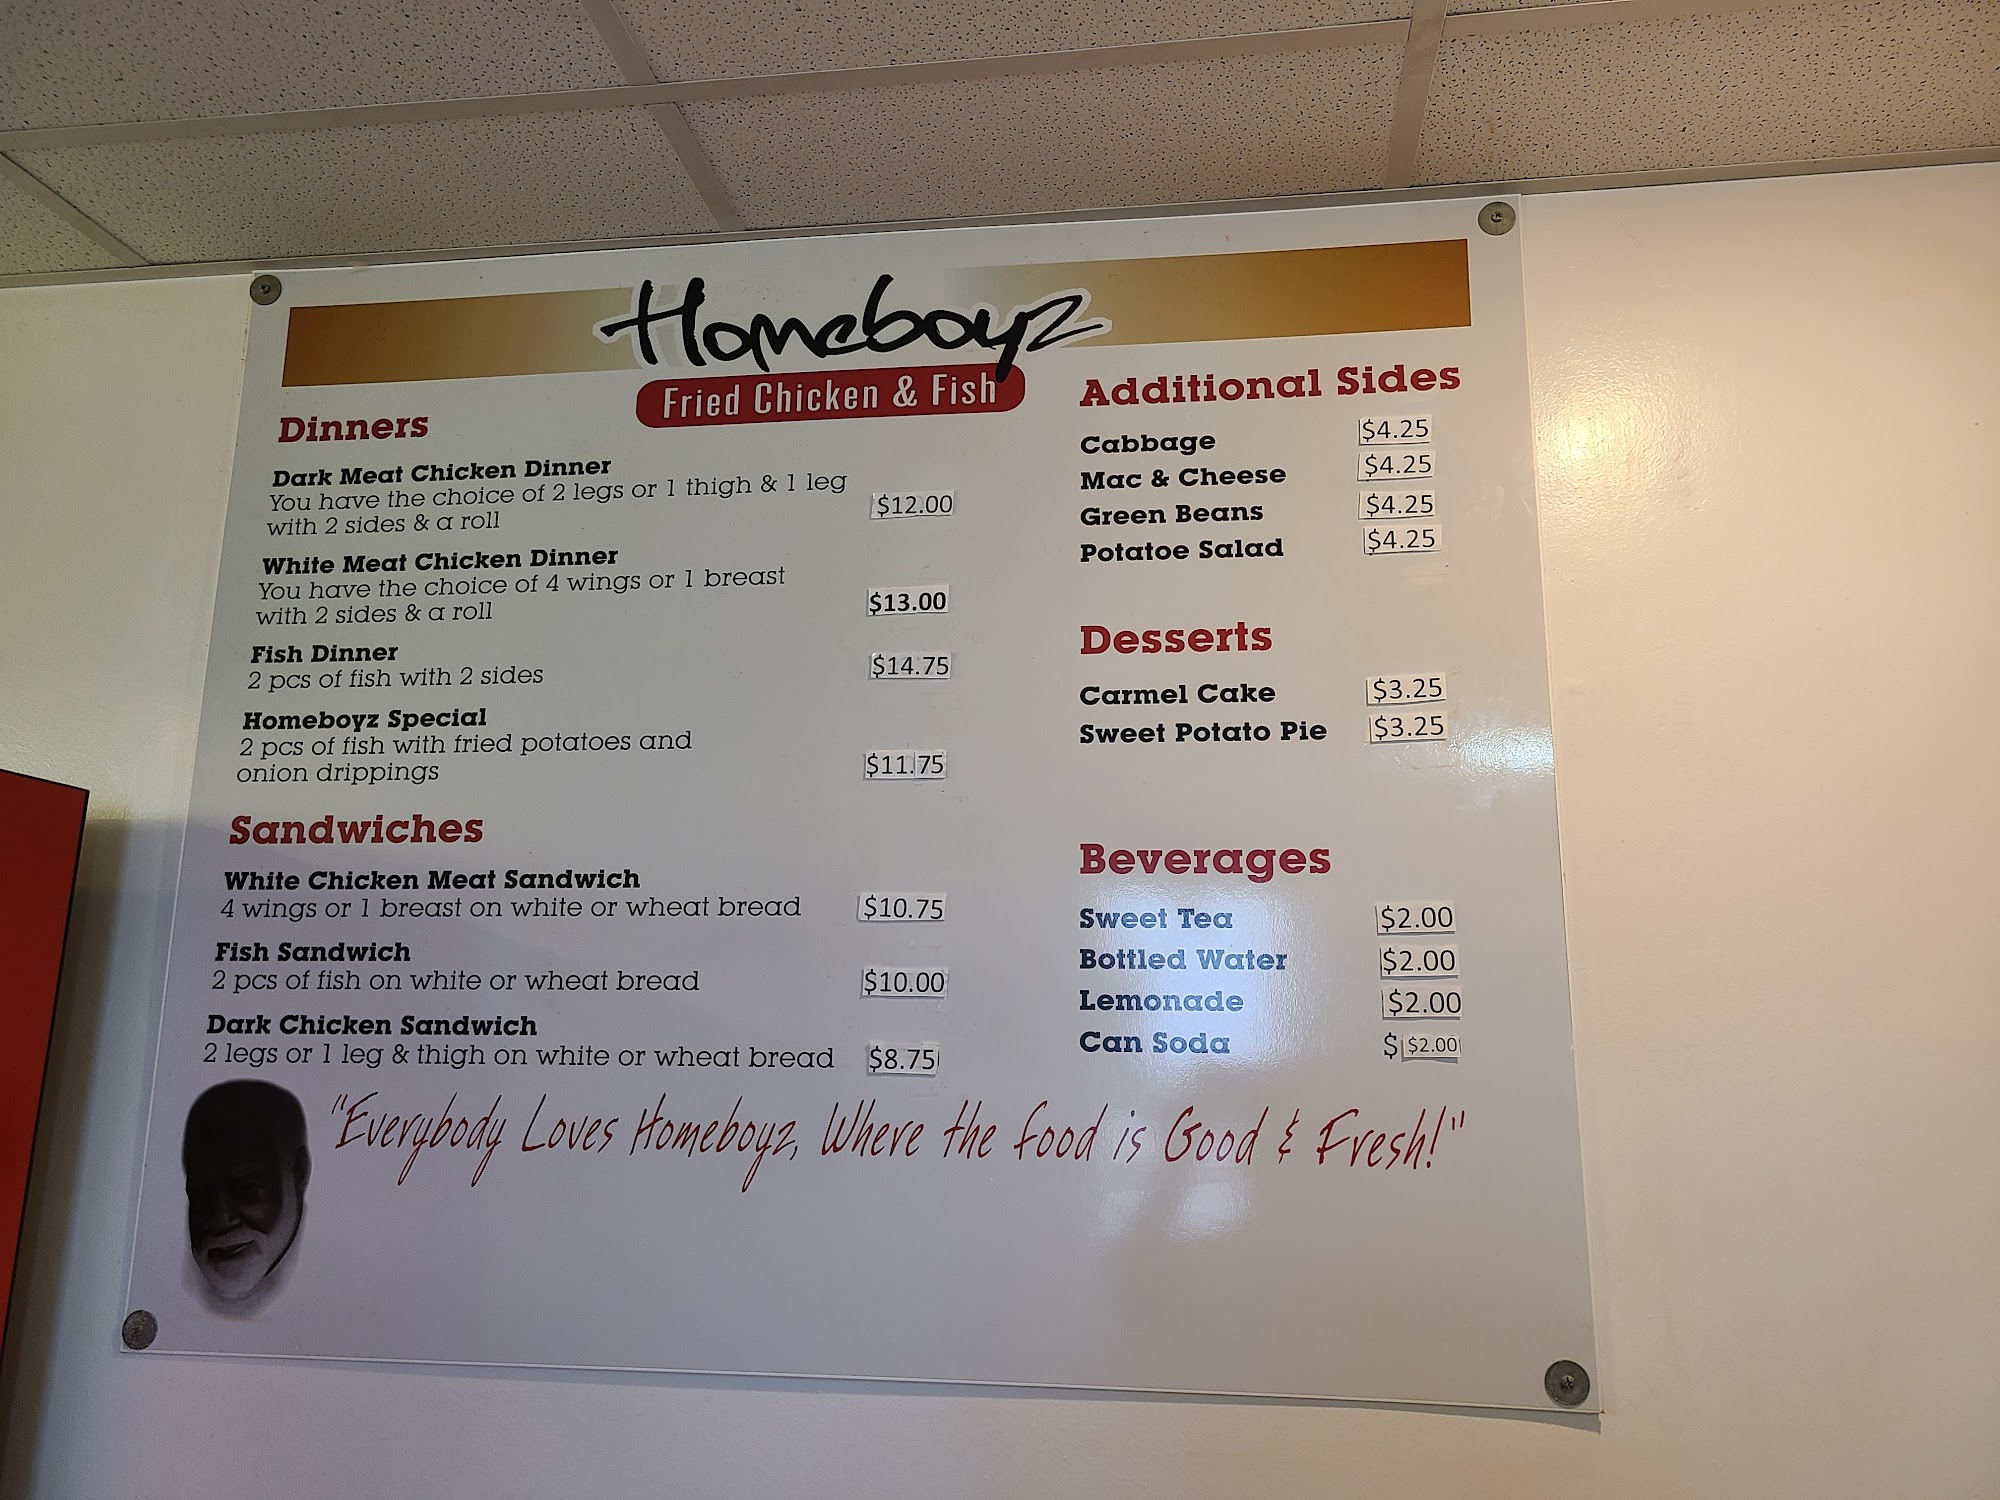 Homeboyz
Fried Chicken & Fish
Dinners
Dark Meat Chicken Dinner
You have the choice of 2 legs or 1 thigh & 1 leg
with 2 sides & a roll
$12.00
White Meat Chicken Dinner
You have the choice of 4 wings or 1 breast
with 2 sides & a roll
$13.00
Fish Dinner
2 pcs of fish with 2 sides
$14.75
Homeboyz Special
2 pcs of fish with fried potatoes and
onion drippings
$11.75
Sandwiches
White Chicken Meat Sandwich
4 wings or 1 breast on white or wheat bread
$10.75
Fish Sandwich
2 pcs of fish on white or wheat bread
$10.00
Dark Chicken Sandwich
2 legs or 1 leg & thigh on white or wheat bread
$8.75
Additional Sides
Cabbage $4.25
Mac & Cheese $4.25
Green Beans $4.25
Potatoe Salad $4.25
Desserts
Carmel Cake $3.25
Sweet Potato Pie $3.25
Beverages
Sweet Tea $2.00
Bottled Water $2.00
Lemonade $2.00
Can Soda $ $2.00
"Everybody Loves Homeboyz, Where the food is Good & Fresh!"